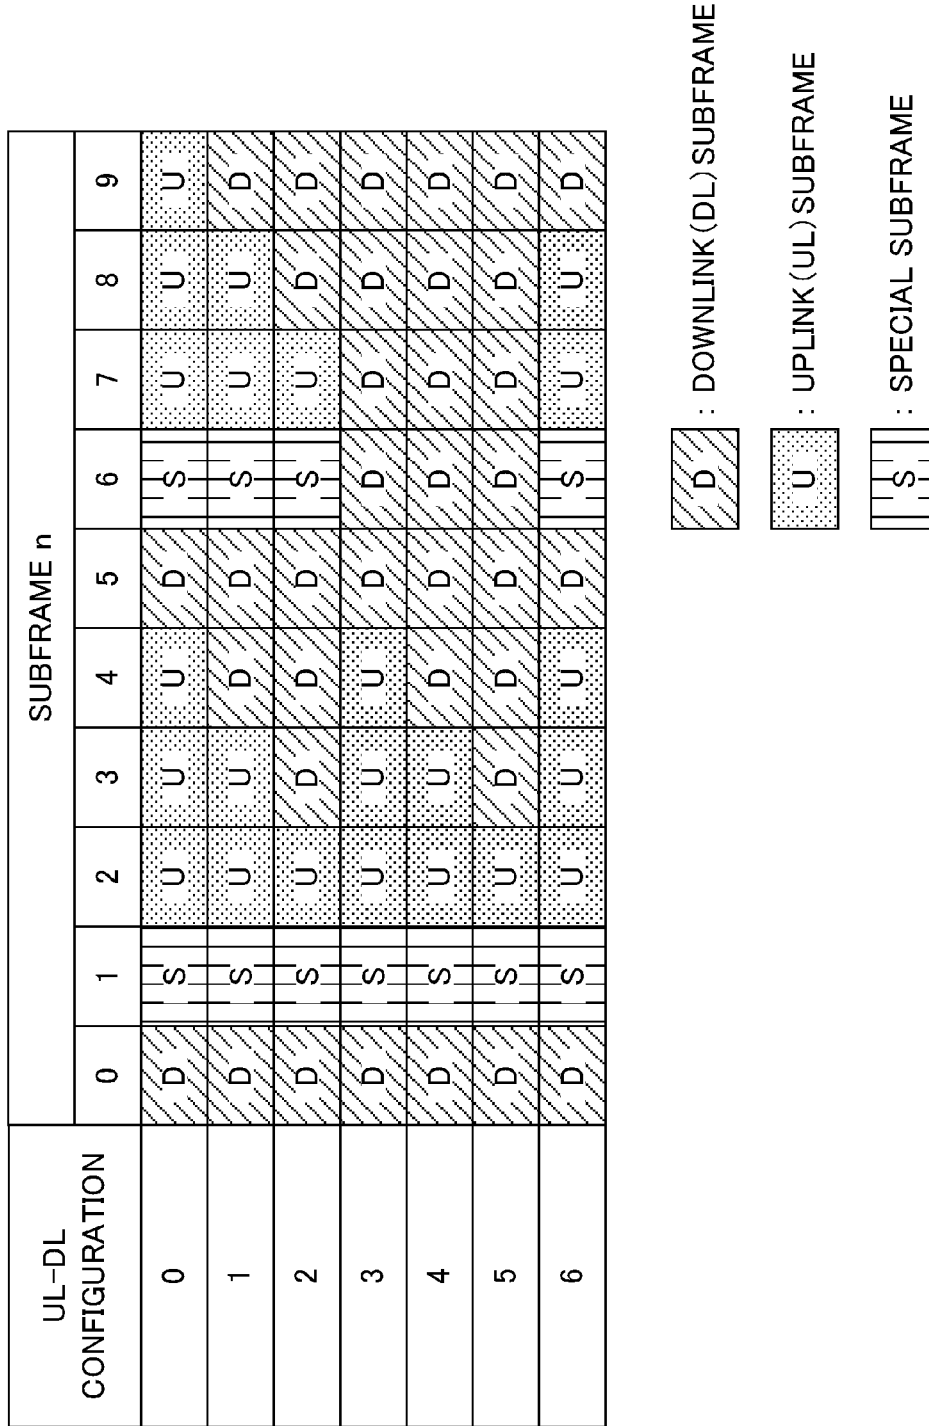 UL-DL CONFIGURATION SUBFRAME n
0 1 2 3 4 5 6 7 8 9
0 D S U U U D S U U U
1 D S U U D D S U U D
2 D S U D D D S U D D
3 D S U U U D D D D D
4 D S U U D D D D D D
5 D S U D D D D D D D
6 D S U U U D S U U D
D : DOWNLINK(DL)SUBFRAME
U : UPLINK(UL)SUBFRAME
S : SPECIAL SUBFRAME